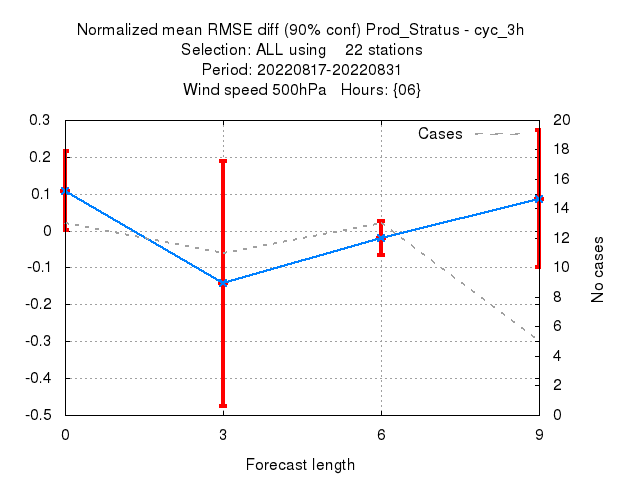 Normalized mean RMSE diff (90% conf) Prod_Stratus - cyc_3h
Selection: ALL using    22 stations
Period: 20220817-20220831
Wind speed 500hPa   Hours: {06}
Cases
0.3
0.2
0.1
0
-0.1
-0.2
-0.3
-0.4
-0.5
20
18
16
14
12
10
8
6
4
2
0
No cases
0 3 6 9
Forecast length